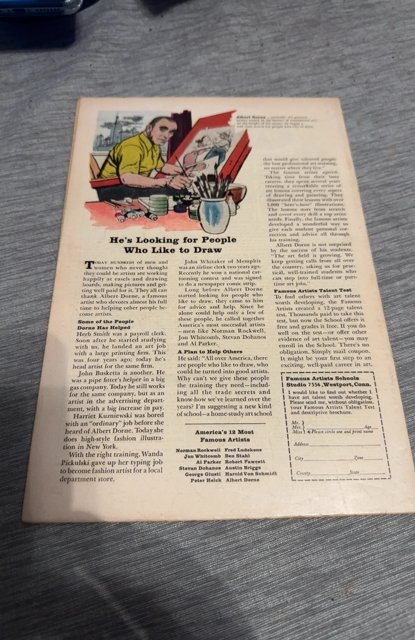 Albert Dorne
He's Looking for People
Who Like to Draw
TODAY HUNDREDS of men and
women who never thought
they could be artists are working
happily at easels and drawing
boards, making pictures and get-
ting well paid for it. They all can
thank Albert Dorne, a famous
artist who devotes almost his full
time to helping other people be-
come artists.
Some of the People
Dorne Has Helped
Herb Smith was a payroll clerk.
Soon after he started studying
with us, he landed an art job
with a large printing firm. This
was four years ago; today he's
head artist for the same firm.
John Busketta is another. He
was a pipe fitter's helper in a big
gas company. Today he still works
for the same company, but as an
artist in the advertising depart-
ment, with a big increase in pay.
Harriet Kuzniewski was bored
with an "ordinary" job before she
heard of Albert Dorne. Today she
does high-fashion illustra-
tion in New York.
With the right training, Wanda
Pickulski gave up her typing job
to become fashion artist for a local
department store.
John Whitaker of Memphis
was an airline clerk two years ago.
Recently he won a national car-
tooning contest and was signed
to do a newspaper comic strip.
Long before Albert Dorne
started looking for people who
like to draw, they came to him
for advice and help. Since he
alone could help only a few of
these people, he called together
America's most successful artists
—men like Norman Rockwell,
Jon Whitcomb, Stevan Dohanos
and Al Parker.
A Plan to Help Others
He said: "All over America, there
are people who like to draw, who
could be turned into good artists.
Why can't we give these people
the training they need—includ-
ing all the trade secrets and
know-how we've learned over the
years? I'm suggesting a new kind
of school—a home-study art school
America's 12 Most
Famous Artists
Norman Rockwell Fred Ludekens
Jon Whitcomb Ben Stahl
Al Parker Robert Fawcett
Stevan Dohanos Austin Briggs
George Giusti Harold Von Schmidt
Peter Helck Albert Dorne
that would give talented people
the best professional art training,
no matter where they live."
The famous artists agreed.
Taking time from their busy
careers, they spent several years
creating a remarkable series of
art lessons covering every aspect
of drawing and painting. They
illustrated their lessons with over
5,000 "here's-how" illustrations.
The lessons start from scratch
and cover every skill a top artist
needs. Finally, the famous artists
developed a wonderful way to
give each student personal cor-
rection and advice all through
his training.
Albert Dorne is not surprised
by the success of his students.
"The art field is growing. We
keep getting calls from all over
the country, asking us for prac-
tical, well-trained students who
can step into full-time or part-
time art jobs."
Famous Artists Talent Test
To find others with art talent
worth developing, the Famous
Artists created a 12-page talent
test. Thousands paid to take this
test, but now the School offers it
free and grades it free. If you do
well on the test—or offer other
evidence of art talent—you may
enroll in the School. There's no
obligation. Simply mail coupon.
It might be your first step to an
exciting, well-paid career in art.
Famous Artists Schools
Studio 7556, Westport, Conn.
I would like to find out whether I
have art talent worth developing.
Please send me, without obligation,
your Famous Artists Talent Test
and descriptive brochure.
Mr.
Mrs. Age
Miss Please circle one and print name
Address
City Zone
County State